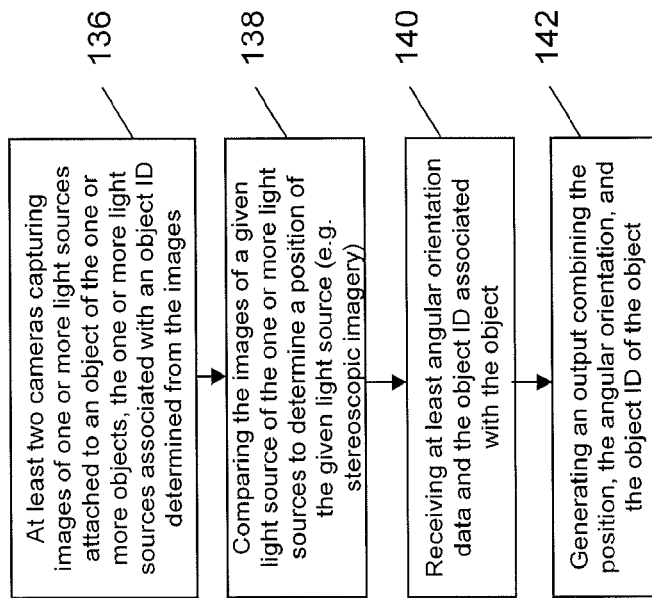 At least two cameras capturing
images of one or more light sources
attached to an object of the one or
more objects, the one or more light
sources associated with an object ID
determined from the images
136
Comparing the images of a given
light source of the one or more light
sources to determine a position of
the given light source (e.g.
stereoscopic imagery)
138
Receiving at least angular orientation
data and the object ID associated
with the object
140
Generating an output combining the
position, the angular orientation, and
the object ID of the object
142